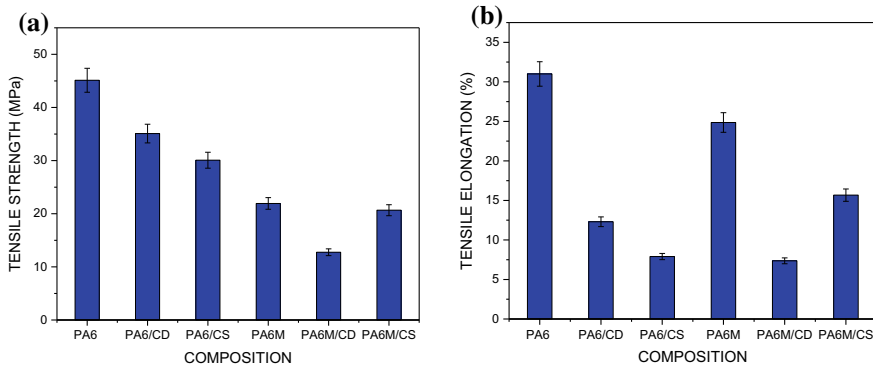 (a)
TENSILE STRENGTH (MPa)
50
40
30
20
10
0
PA6 PA6/CD PA6/CS PA6M PA6M/CD PA6M/CS
COMPOSITION
(b)
TENSILE ELONGATION (%)
35
30
25
20
15
10
5
0
PA6 PA6/CD PA6/CS PA6M PA6M/CD PA6M/CS
COMPOSITION